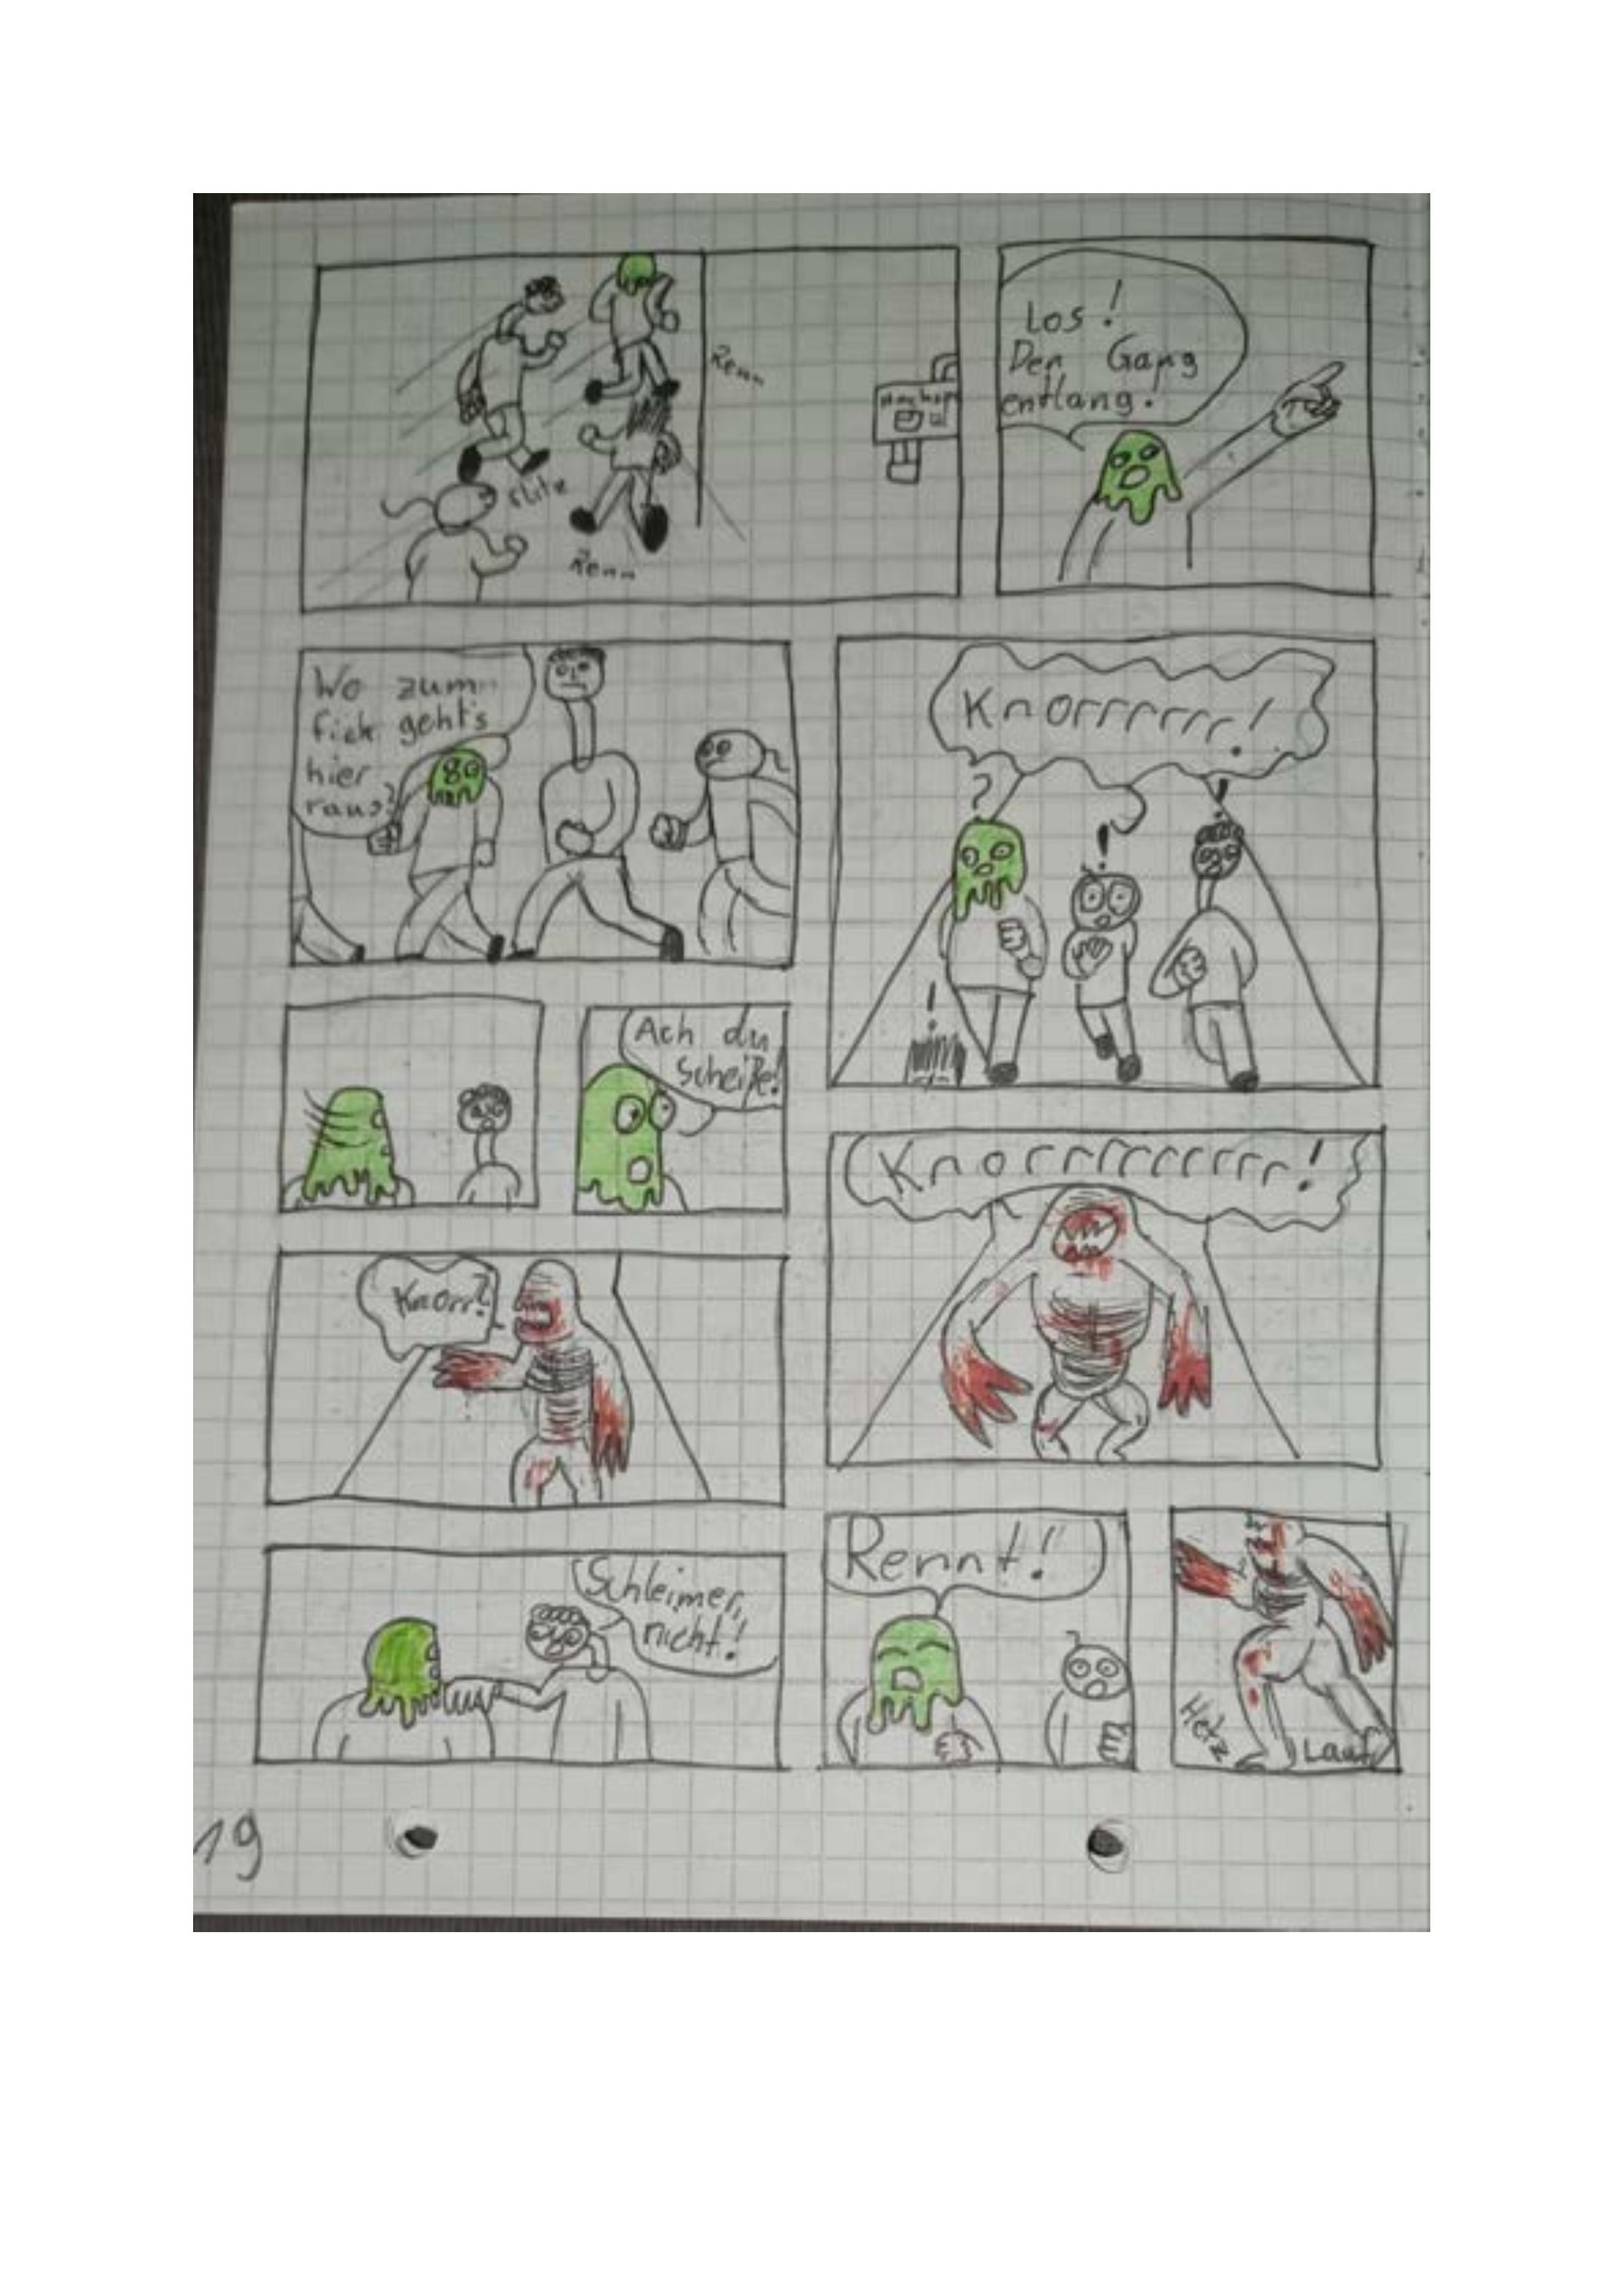 Renn
flitz
Renn
Los!
Den Gang
entlang.
Wo zum
fick geht's
hier
raus?
Knorrrrrrr!
?
!
!
!
Ach du
Scheiße!
Knorrrrrrrrrrr!
Knorr?
Schleimer,
nicht!
Rennt!
Hetz
Lauf
19